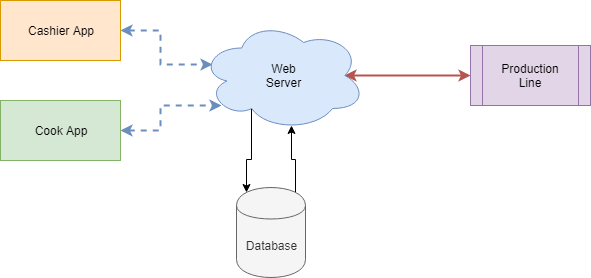 Cashier App
Web
Server
Production
Line
Cook App
Database